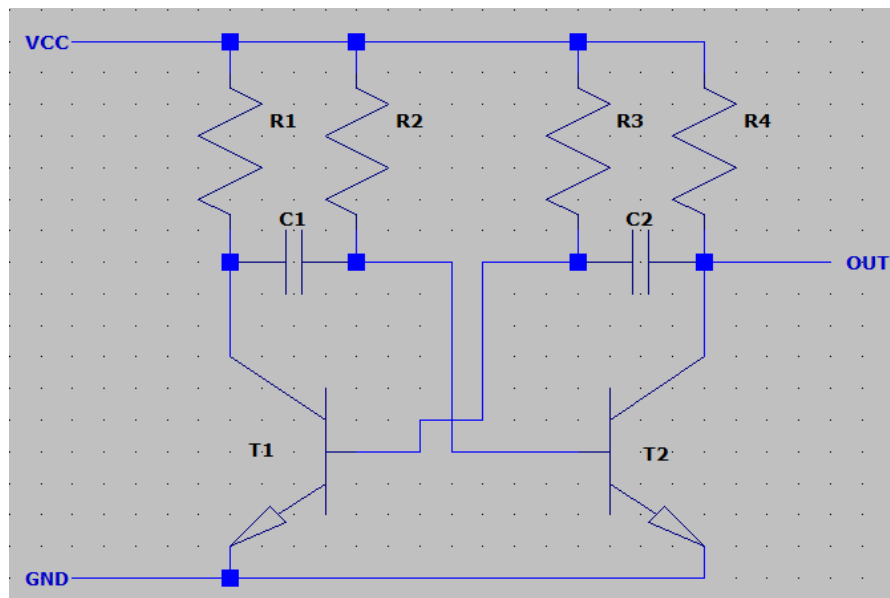 VCC
R1 R2 R3 R4
C1 C2
OUT
T1 T2
GND